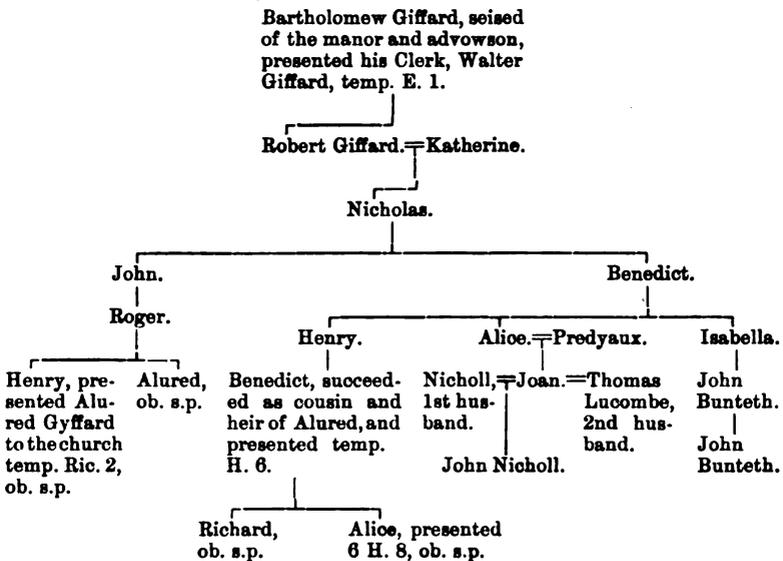 Bartholomew Giffard, seised
of the manor and advowson,
presented his Clerk, Walter
Giffard, temp. E. 1.
Robert Giffard.
Katherine.
Nicholas.
John.
Benedict.
Roger.
Henry.
Alice.
Predyaux.
Isabella.
Henry, pre-
sented Alu-
red Gyffard
to the church
temp. Ric. 2,
ob. s.p.
Alured,
ob. s.p.
Benedict, succeed-
ed as cousin and
heir of Alured, and
presented temp.
H. 6.
Nicholl,
1st hus-
band.
Joan.
Thomas
Lucombe,
2nd hus-
band.
John
Bunteth.
John Nicholl.
John
Bunteth.
Richard,
ob. s.p.
Alice, presented
6 H. 8, ob. s.p.